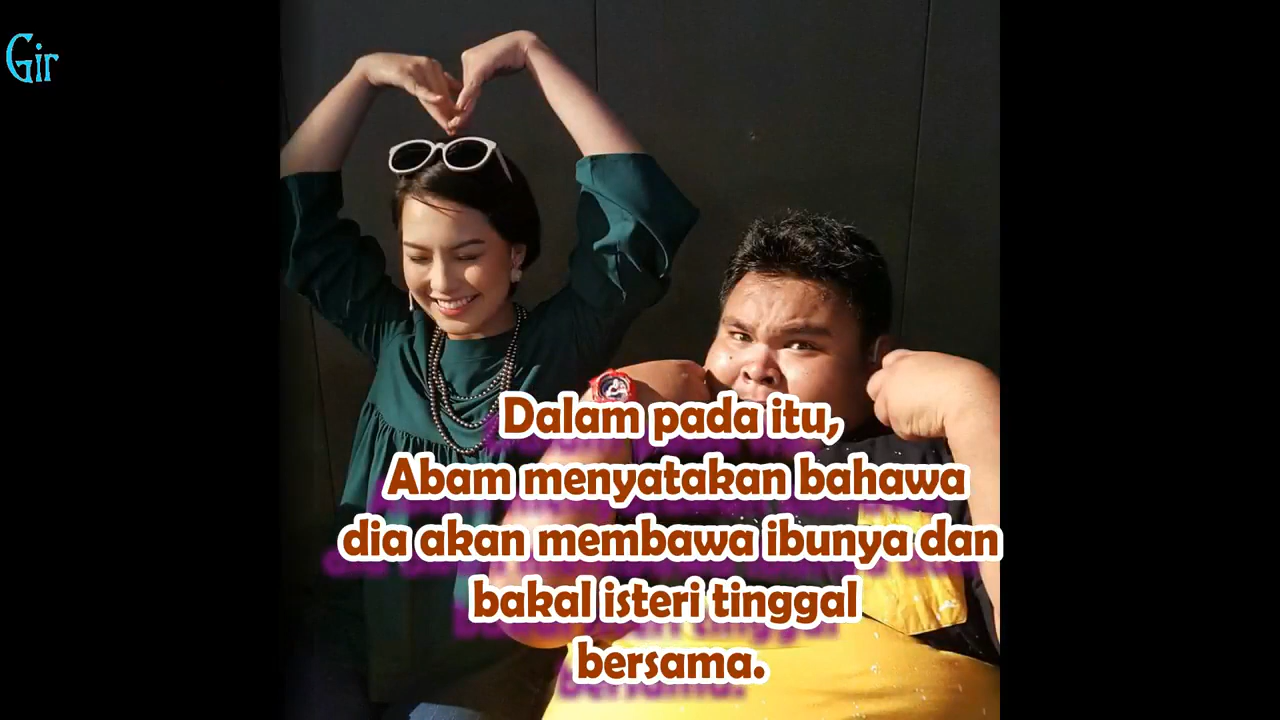 Gir
Dalam pada itu,
Abam menyatakan bahawa
dia akan membawa ibunya dan
bakal isteri tinggal
bersama.